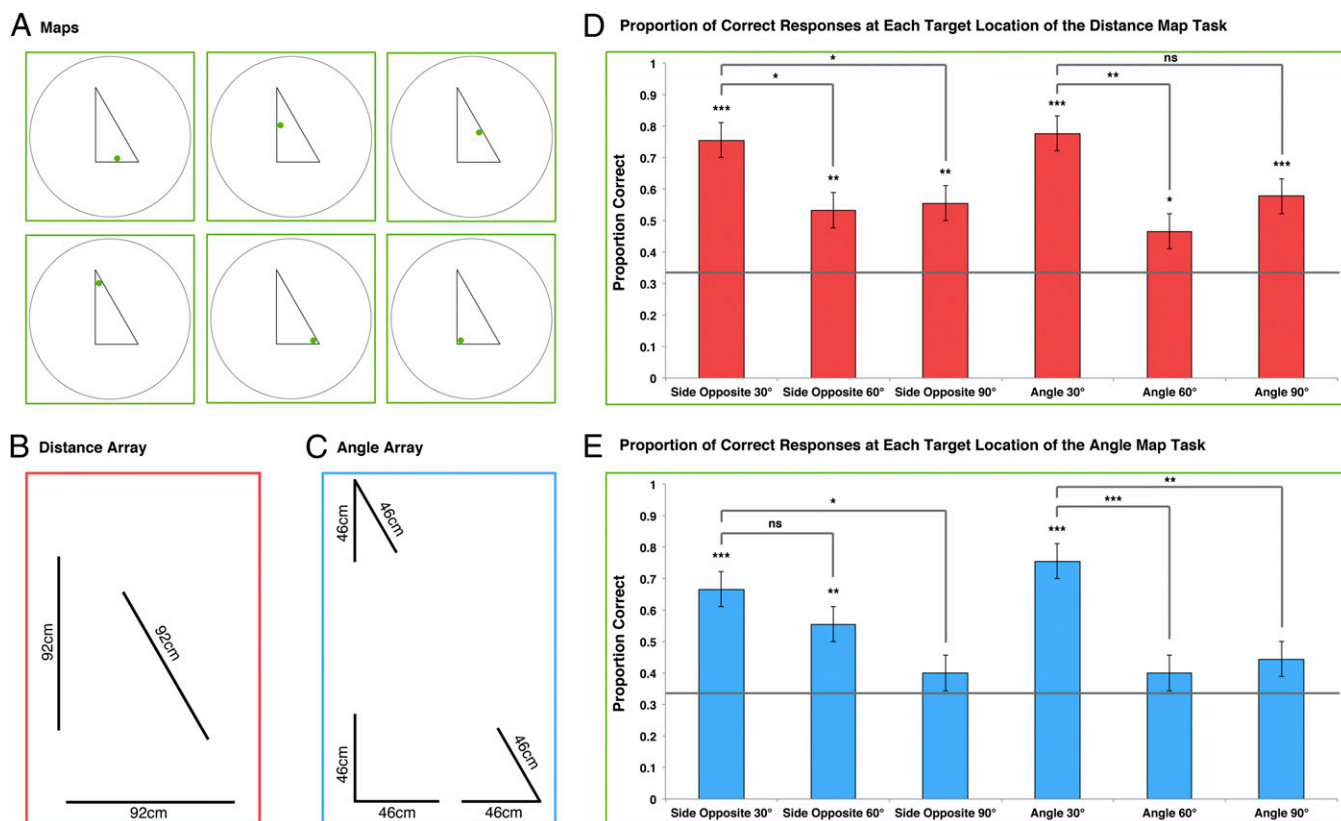 A Maps
B Distance Array
92cm
92cm
92cm
C Angle Array
46cm
46cm
46cm
46cm
46cm
46cm
D Proportion of Correct Responses at Each Target Location of the Distance Map Task
Proportion Correct
1
0.9
0.8
0.7
0.6
0.5
0.4
0.3
0.2
0.1
0
*
*
ns
**
***
**
**
***
*
***
Side Opposite 30°
Side Opposite 60°
Side Opposite 90°
Angle 30°
Angle 60°
Angle 90°
E Proportion of Correct Responses at Each Target Location of the Angle Map Task
Proportion Correct
1
0.9
0.8
0.7
0.6
0.5
0.4
0.3
0.2
0.1
0
*
ns
**
***
***
**
***
Side Opposite 30°
Side Opposite 60°
Side Opposite 90°
Angle 30°
Angle 60°
Angle 90°